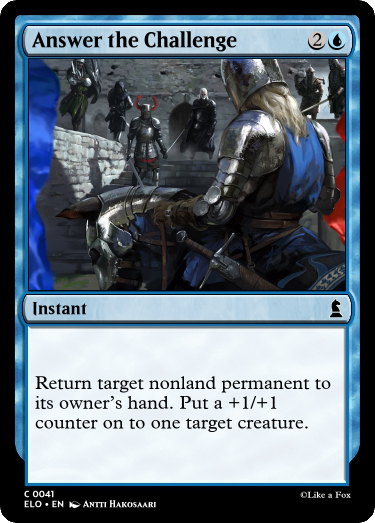 Answer the Challenge 2
Instant
Return target nonland permanent to
its owner's hand. Put a +1/+1
counter on to one target creature.
C 0041
ELO • EN Antti Hakosaari
©Like a Fox